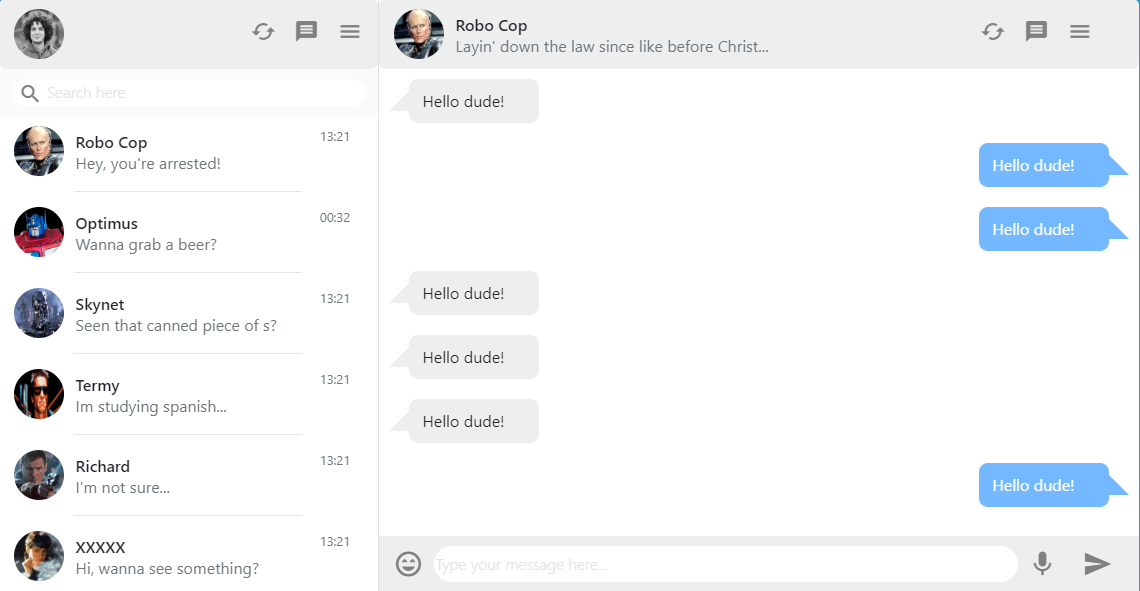 Search here
Robo Cop
13:21
Hey, you're arrested!
Optimus
00:32
Wanna grab a beer?
Skynet
13:21
Seen that canned piece of s?
Termy
13:21
Im studying spanish...
Richard
13:21
I'm not sure...
XXXXX
13:21
Hi, wanna see something?
Robo Cop
Layin' down the law since like before Christ...
Hello dude!
Hello dude!
Hello dude!
Hello dude!
Hello dude!
Hello dude!
Hello dude!
Type your message here...